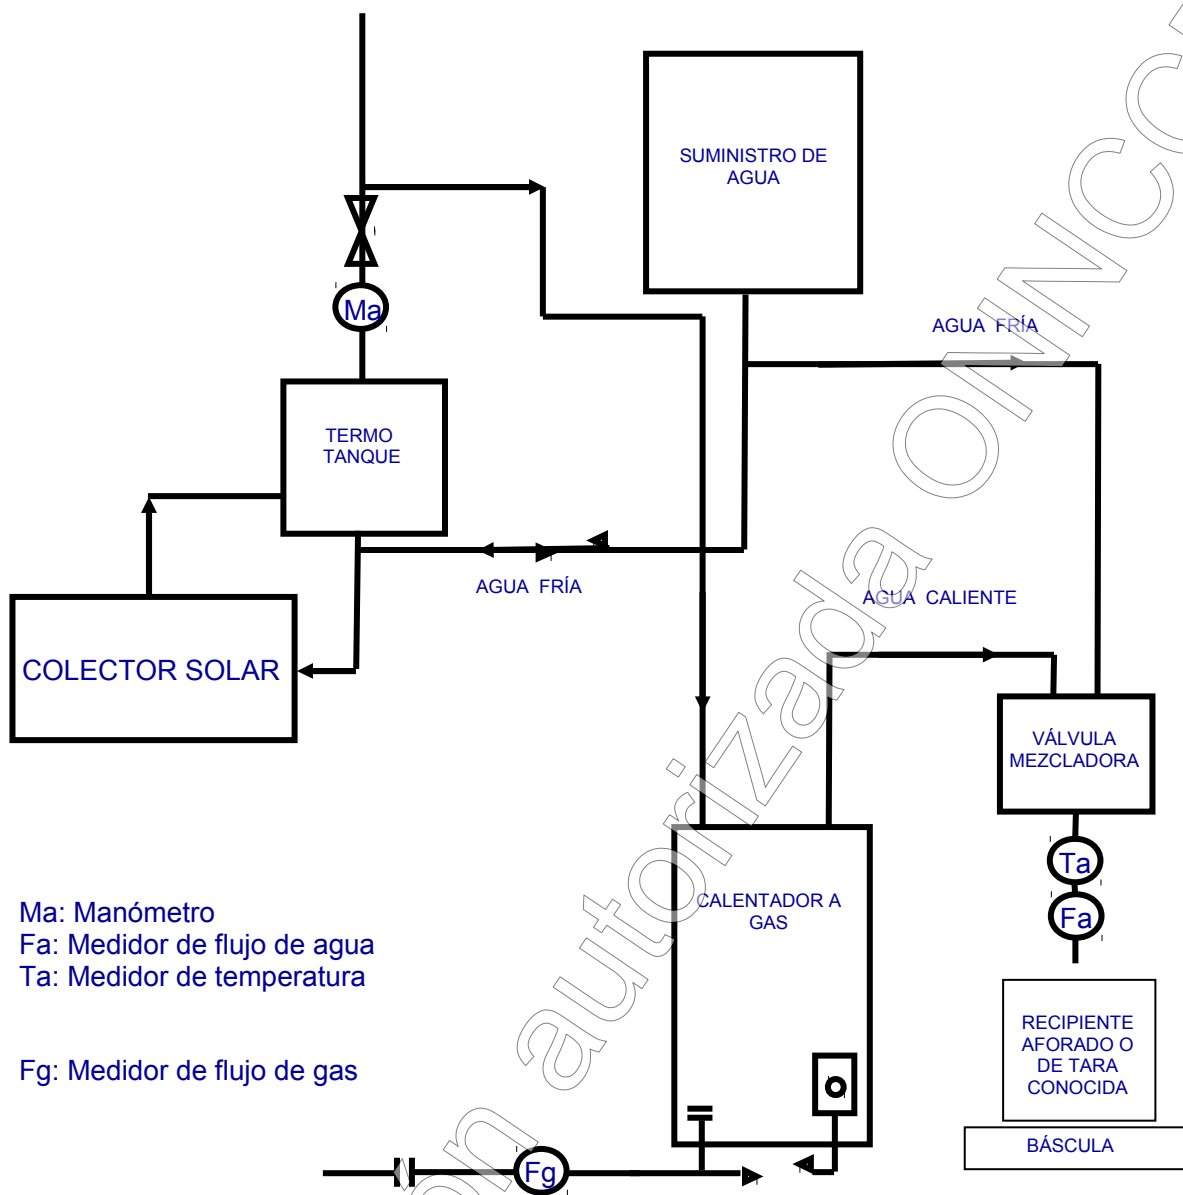 SUMINISTRO DE
AGUA
Ma
AGUA FRÍA
TERMO
TANQUE
AGUA FRÍA
AGUA CALIENTE
COLECTOR SOLAR
VÁLVULA
MEZCLADORA
Ta
CALENTADOR A
GAS
Fa
Ma: Manómetro
Fa: Medidor de flujo de agua
Ta: Medidor de temperatura
RECIPIENTE
AFORADO O
DE TARA
CONOCIDA
Fg: Medidor de flujo de gas
BÁSCULA
Fg
autorizada